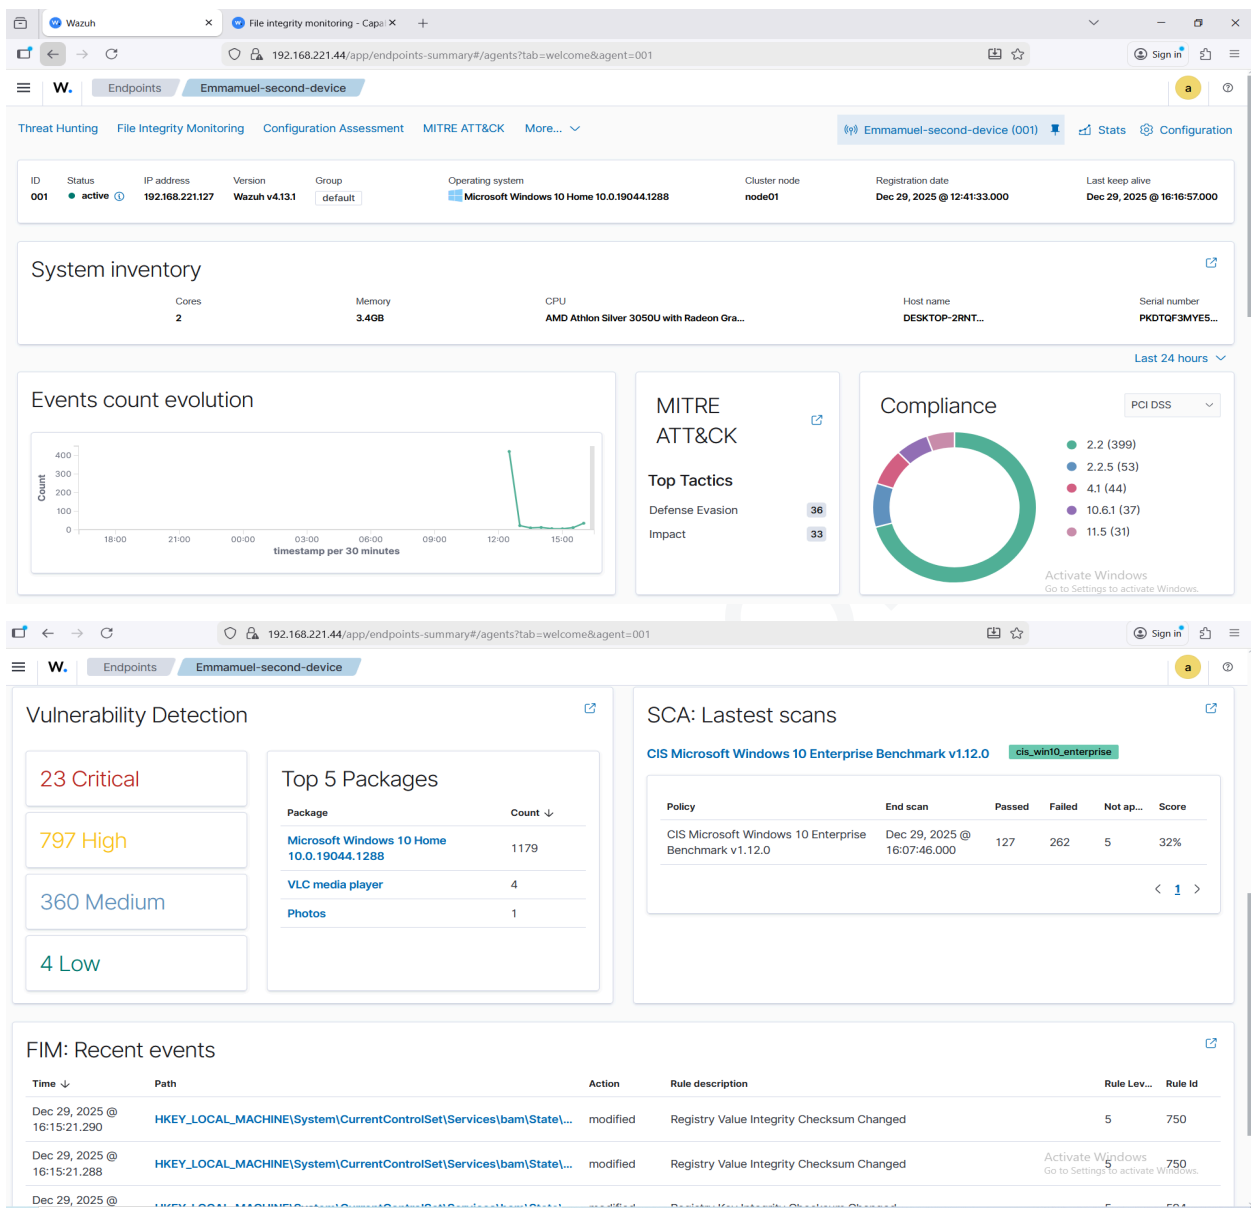 Wazuh
File integrity monitoring - Capa
192.168.221.44/app/endpoints-summary#/agents?tab=welcome&agent=001
Sign in
W. Endpoints Emmamuel-second-device a
Threat Hunting File Integrity Monitoring Configuration Assessment MITRE ATT&CK More... Emmamuel-second-device (001) Stats Configuration
ID Status IP address Version Group Operating system Cluster node Registration date Last keep alive
001 active 192.168.221.127 Wazuh v4.13.1 default Microsoft Windows 10 Home 10.0.19044.1288 node01 Dec 29, 2025 @ 12:41:33.000 Dec 29, 2025 @ 16:16:57.000
System inventory
Cores Memory CPU Host name Serial number
2 3.4GB AMD Athlon Silver 3050U with Radeon Gra... DESKTOP-2RNT... PKDTQF3MYE5...
Last 24 hours
Events count evolution
Count
400
300
200
100
0
18:00 21:00 00:00 03:00 06:00 09:00 12:00 15:00
timestamp per 30 minutes
MITRE
ATT&CK
Top Tactics
Defense Evasion 36
Impact 33
Compliance
PCI DSS
2.2 (399)
2.2.5 (53)
4.1 (44)
10.6.1 (37)
11.5 (31)
Activate Windows
Go to Settings to activate Windows.
192.168.221.44/app/endpoints-summary#/agents?tab=welcome&agent=001
Sign in
W. Endpoints Emmamuel-second-device a
Vulnerability Detection
23 Critical
797 High
360 Medium
4 Low
Top 5 Packages
Package Count
Microsoft Windows 10 Home
10.0.19044.1288 1179
VLC media player 4
Photos 1
SCA: Lastest scans
CIS Microsoft Windows 10 Enterprise Benchmark v1.12.0 cis_win10_enterprise
Policy End scan Passed Failed Not ap... Score
CIS Microsoft Windows 10 Enterprise Dec 29, 2025 @
Benchmark v1.12.0 16:07:46.000 127 262 5 32%
1
FIM: Recent events
Time Path Action Rule description Rule Lev... Rule Id
Dec 29, 2025 @
16:15:21.290 HKEY_LOCAL_MACHINE\System\CurrentControlSet\Services\bam\State\... modified Registry Value Integrity Checksum Changed 5 750
Dec 29, 2025 @
16:15:21.288 HKEY_LOCAL_MACHINE\System\CurrentControlSet\Services\bam\State\... modified Registry Value Integrity Checksum Changed 5 750
Activate Windows
Go to Settings to activate Windows.
Dec 29, 2025 @